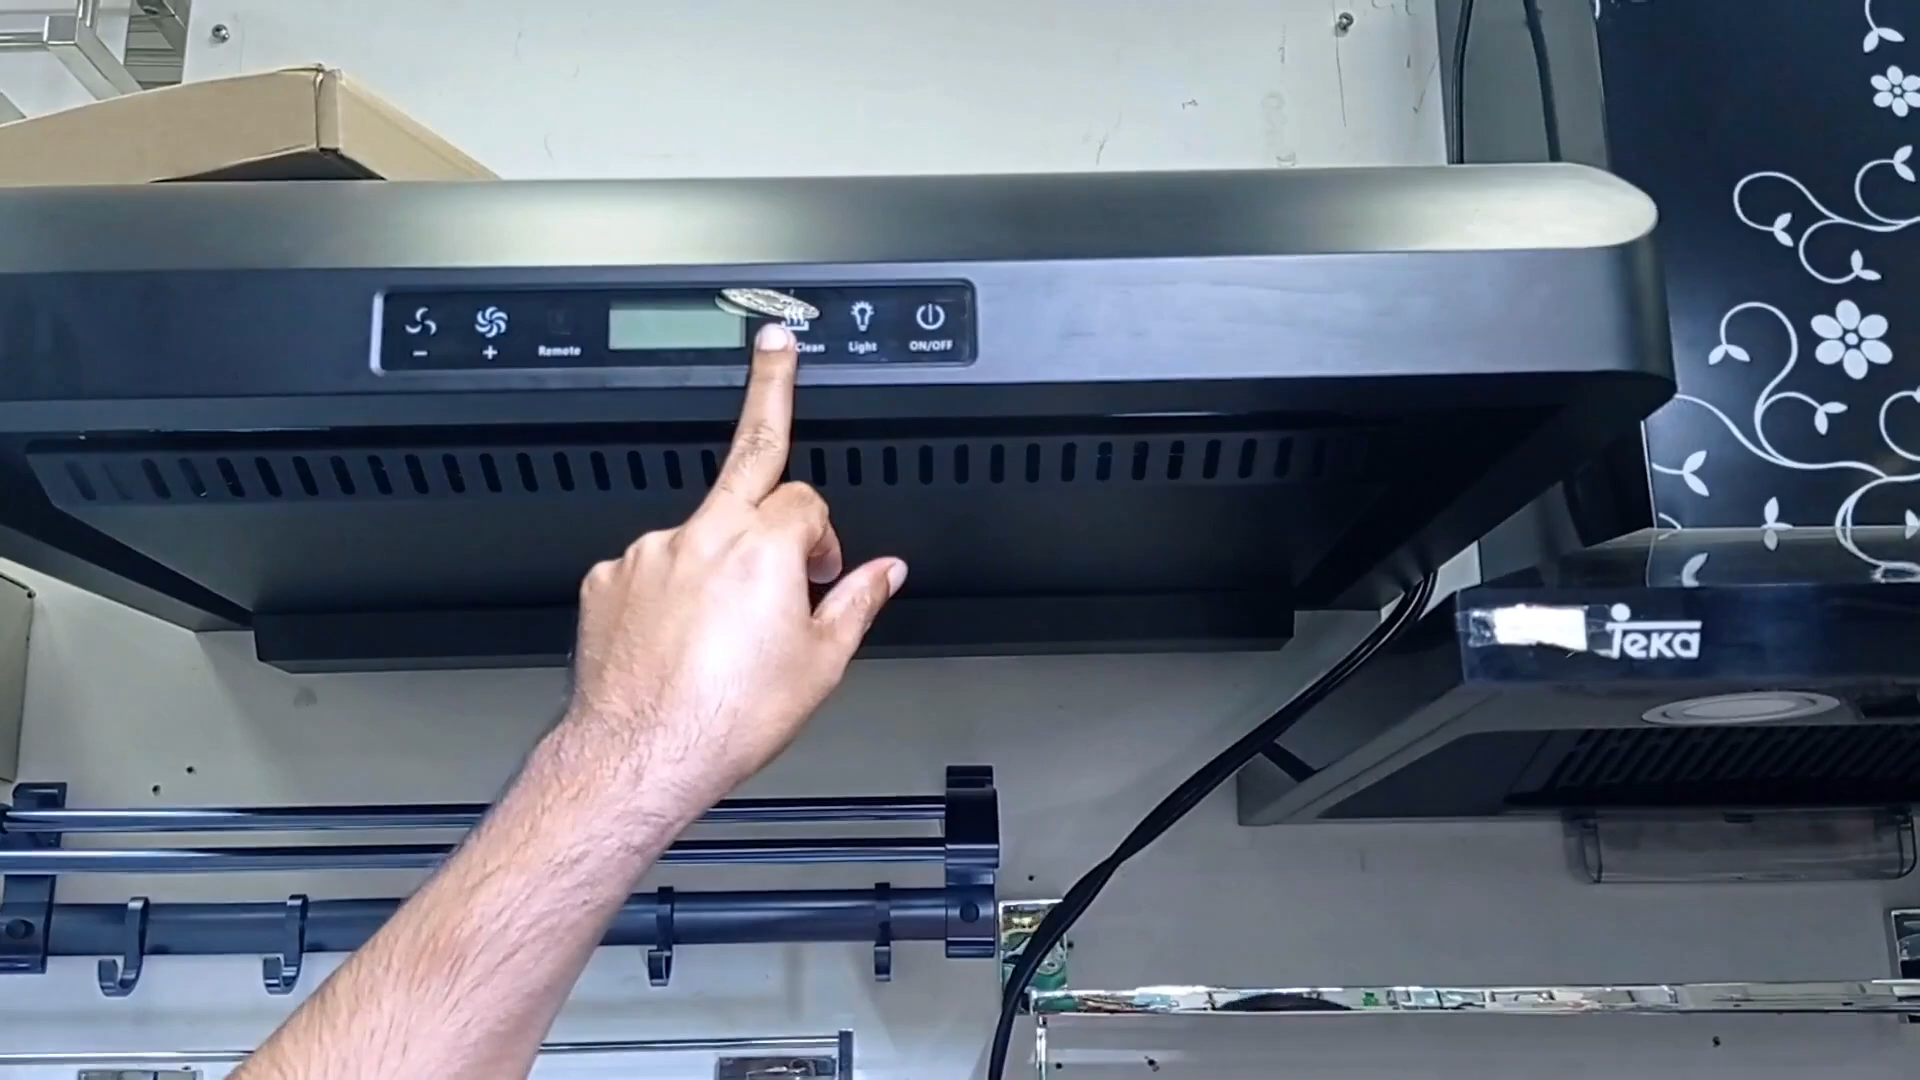 −
+
Remote
Clean
Light
ON/OFF
TEKA